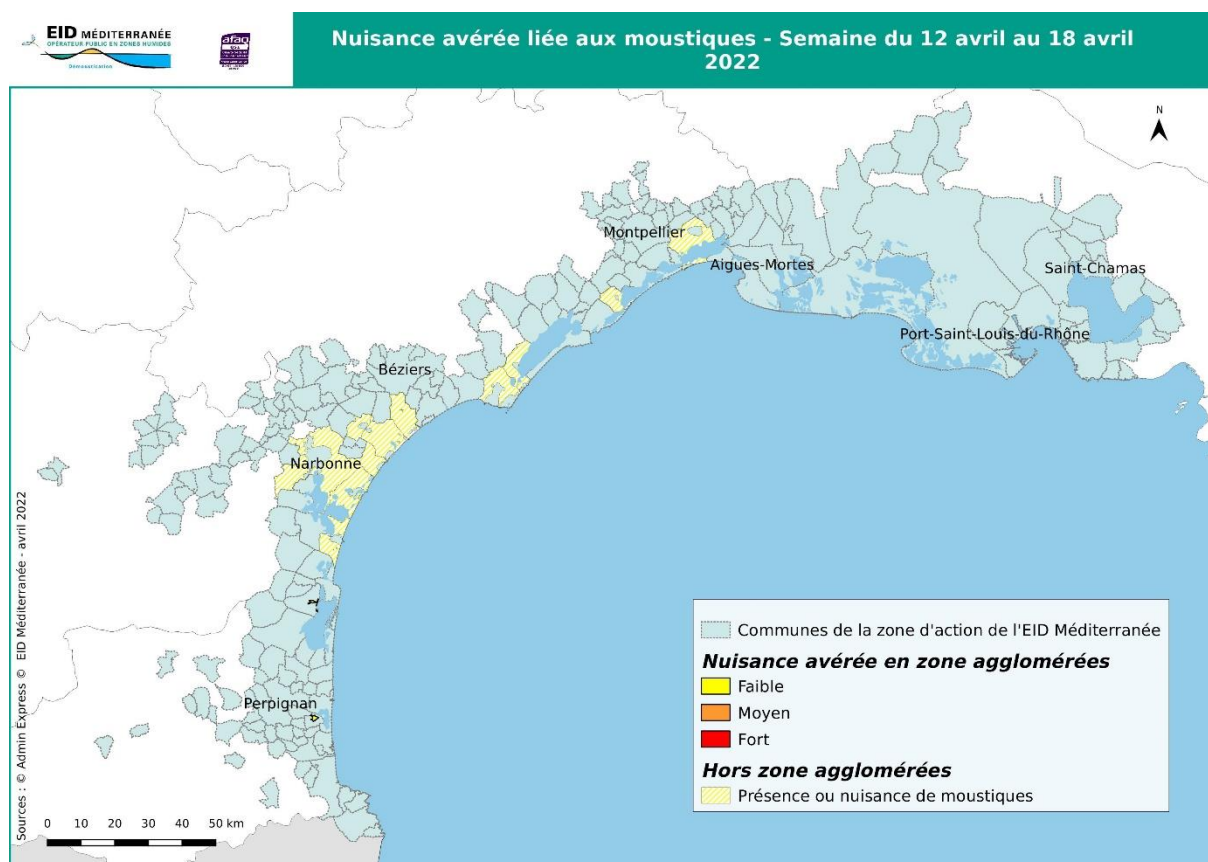 EID MÉDITERRANÉE
OPÉRATEUR PUBLIC EN ZONES HUMIDES
Démoustication
afaq
Nuisance avérée liée aux moustiques - Semaine du 12 avril au 18 avril
2022
N
Montpellier
Aigues-Mortes
Saint-Chamas
Port-Saint-Louis-du-Rhône
Béziers
Narbonne
Perpignan
Communes de la zone d'action de l'EID Méditerranée
Nuisance avérée en zone agglomérées
Faible
Moyen
Fort
Hors zone agglomérées
Présence ou nuisance de moustiques
0 10 20 30 40 50 km
Sources : © Admin Express © EID Méditerranée - avril 2022